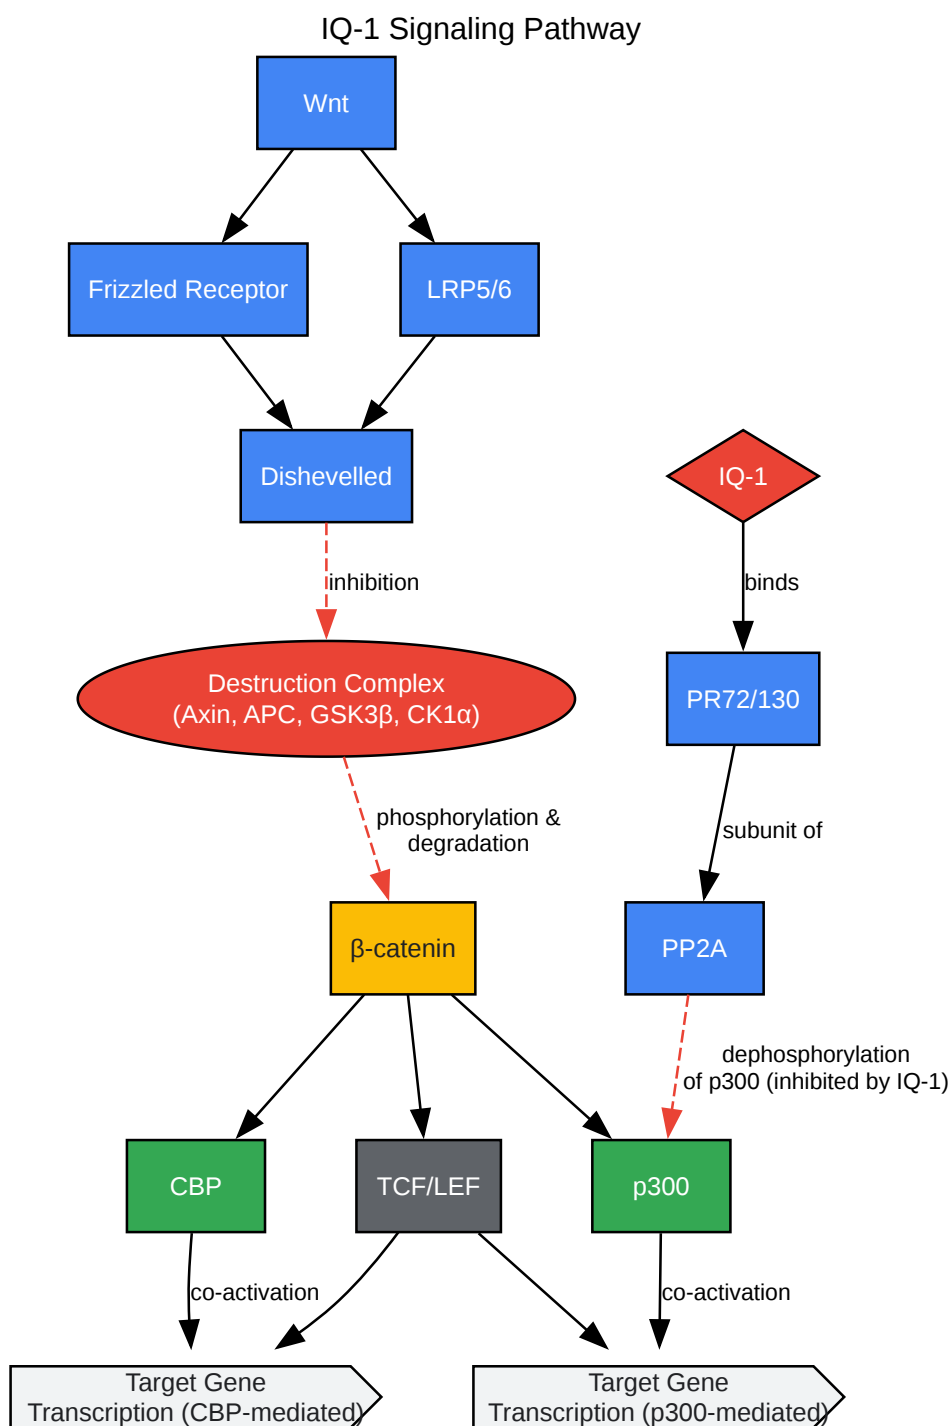 IQ-1 Signaling Pathway
Wnt
Frizzled Receptor
LRP5/6
Dishevelled
IQ-1
inhibition
binds
Destruction Complex
(Axin, APC, GSK3β, CK1α)
PR72/130
phosphorylation &
degradation
subunit of
β-catenin
PP2A
dephosphorylation
of p300 (inhibited by IQ-1)
CBP
TCF/LEF
p300
co-activation
co-activation
Target Gene
Transcription (CBP-mediated)
Target Gene
Transcription (p300-mediated)